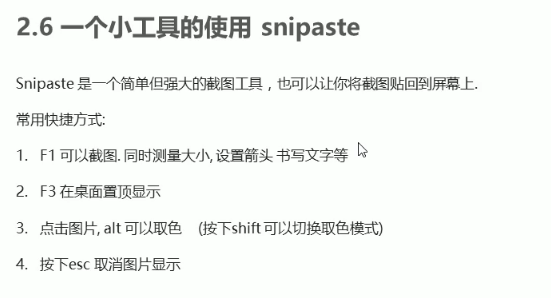 2.6 一个小工具的使用 snipaste
Snipaste 是一个简单但强大的截图工具，也可以让你将截图贴回到屏幕上.
常用快捷方式:
1. F1 可以截图. 同时测量大小, 设置箭头 书写文字等
2. F3 在桌面置顶显示
3. 点击图片, alt 可以取色 (按下shift 可以切换取色模式)
4. 按下esc 取消图片显示